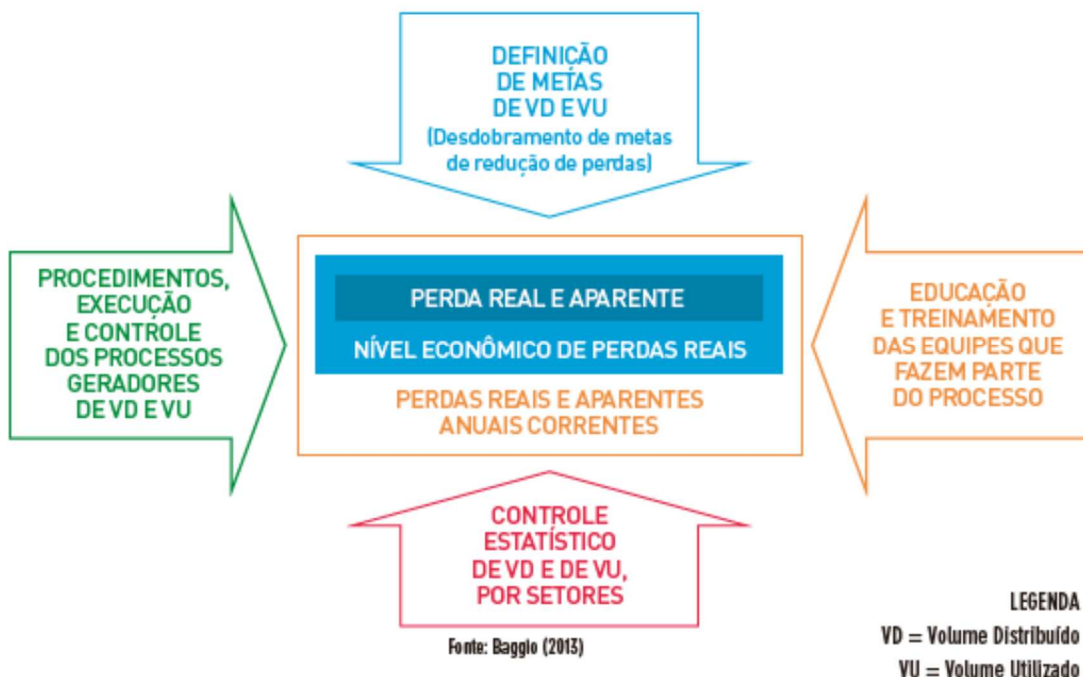 DEFINIÇÃO
DE METAS
DE VD E VU
(Desdobramento de metas
de redução de perdas)
PROCEDIMENTOS,
EXECUÇÃO
E CONTROLE
DOS PROCESSOS
GERADORES
DE VD E VU
PERDA REAL E APARENTE
NÍVEL ECONÔMICO DE PERDAS REAIS
PERDAS REAIS E APARENTES
ANUAIS CORRENTES
EDUCAÇÃO
E TREINAMENTO
DAS EQUIPES QUE
FAZEM PARTE
DO PROCESSO
CONTROLE
ESTATÍSTICO
DE VD E DE VU,
POR SETORES
Fonte: Baggio (2013)
LEGENDA
VD = Volume Distribuído
VU = Volume Utilizado